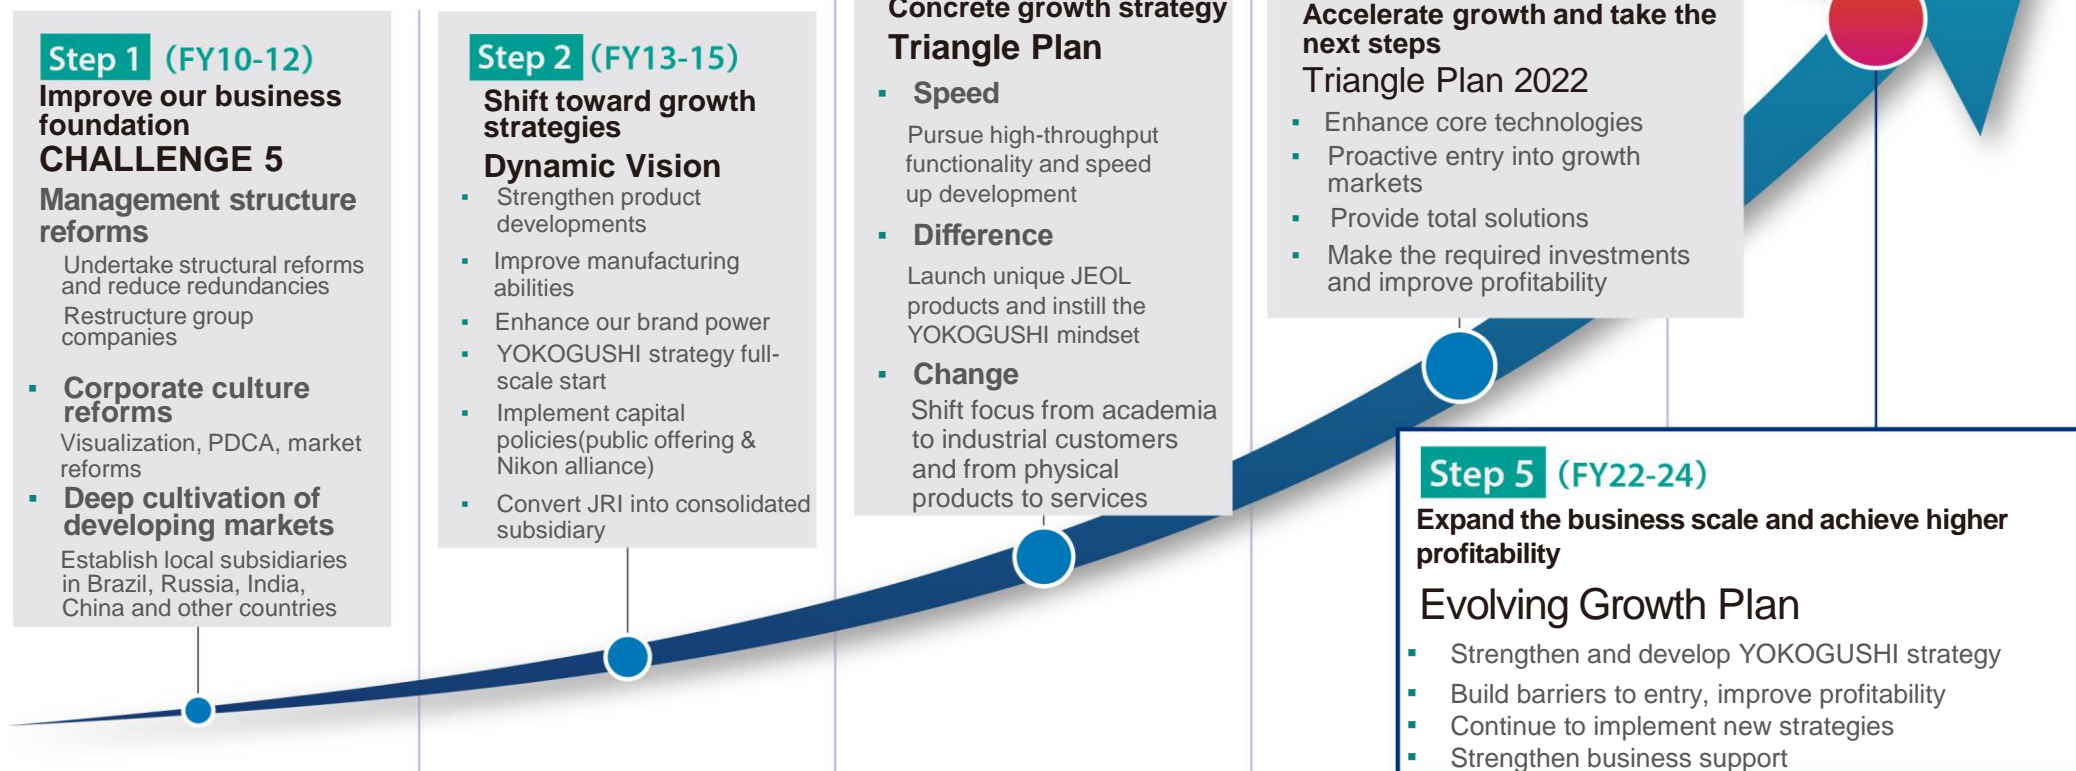 Step 1 (FY10-12)
Improve our business
foundation
CHALLENGE 5
Management structure
reforms
Undertake structural reforms
and reduce redundancies
Restructure group
companies
▪ Corporate culture
reforms
Visualization, PDCA, market
reforms
▪ Deep cultivation of
developing markets
Establish local subsidiaries
in Brazil, Russia, India,
China and other countries
Step 2 (FY13-15)
Shift toward growth
strategies
Dynamic Vision
▪ Strengthen product
developments
▪ Improve manufacturing
abilities
▪ Enhance our brand power
▪ YOKOGUSHI strategy full-
scale start
▪ Implement capital
policies(public offering &
Nikon alliance)
▪ Convert JRI into consolidated
subsidiary
Concrete growth strategy
Triangle Plan
▪ Speed
Pursue high-throughput
functionality and speed
up development
▪ Difference
Launch unique JEOL
products and instill the
YOKOGUSHI mindset
▪ Change
Shift focus from academia
to industrial customers
and from physical
products to services
Accelerate growth and take the
next steps
Triangle Plan 2022
▪ Enhance core technologies
▪ Proactive entry into growth
markets
▪ Provide total solutions
▪ Make the required investments
and improve profitability
Step 5 (FY22-24)
Expand the business scale and achieve higher
profitability
Evolving Growth Plan
▪ Strengthen and develop YOKOGUSHI strategy
▪ Build barriers to entry, improve profitability
▪ Continue to implement new strategies
▪ Strengthen business support